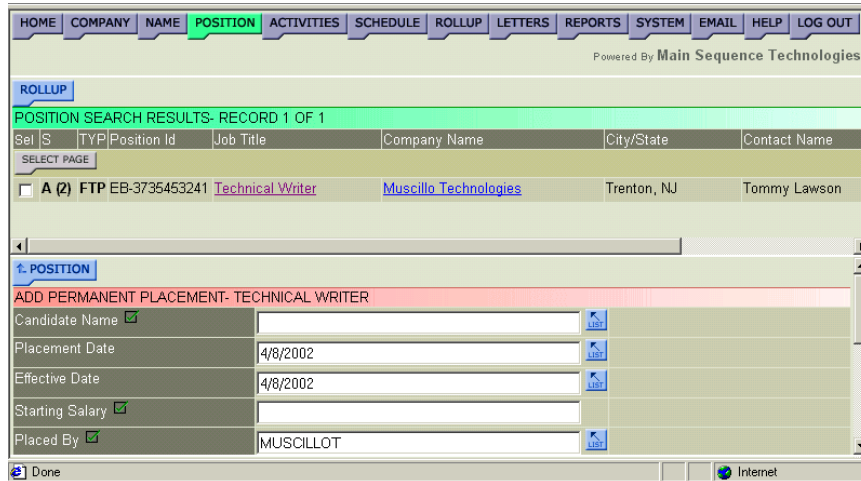 HOME COMPANY NAME POSITION ACTIVITIES SCHEDULE ROLLUP LETTERS REPORTS SYSTEM EMAIL HELP LOG OUT
Powered By Main Sequence Technologies
ROLLUP
POSITION SEARCH RESULTS- RECORD 1 OF 1
Sel S TYP Position Id Job Title Company Name City/State Contact Name
SELECT PAGE
A (2) FTP EB-3735453241 Technical Writer Muscillo Technologies Trenton, NJ Tommy Lawson
POSITION
ADD PERMANENT PLACEMENT- TECHNICAL WRITER
Candidate Name LIST
Placement Date 4/8/2002 LIST
Effective Date 4/8/2002 LIST
Starting Salary
Placed By MUSCILLOT LIST
Done Internet